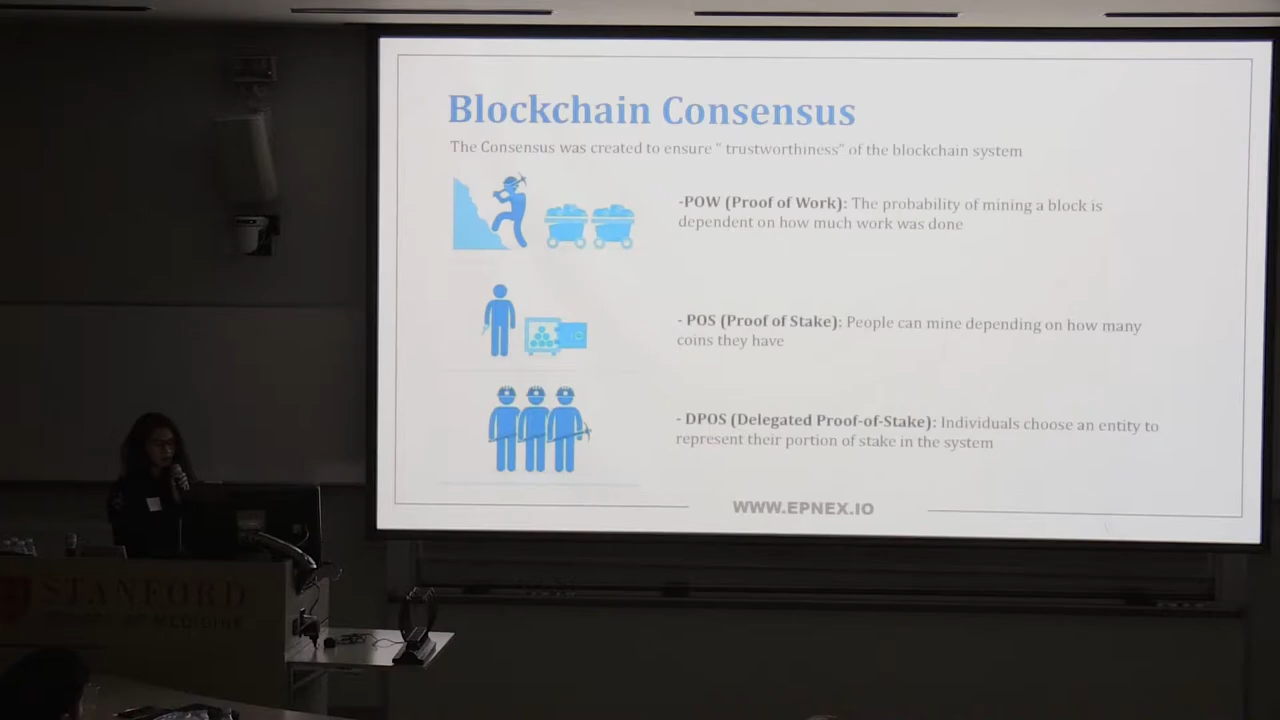 Blockchain Consensus
The Consensus was created to ensure " trustworthiness" of the blockchain system
-POW (Proof of Work): The probability of mining a block is
dependent on how much work was done
- POS (Proof of Stake): People can mine depending on how many
coins they have
- DPOS (Delegated Proof-of-Stake): Individuals choose an entity to
represent their portion of stake in the system
WWW.EPNEX.IO
STANFORD
SCHOOL OF MEDICINE